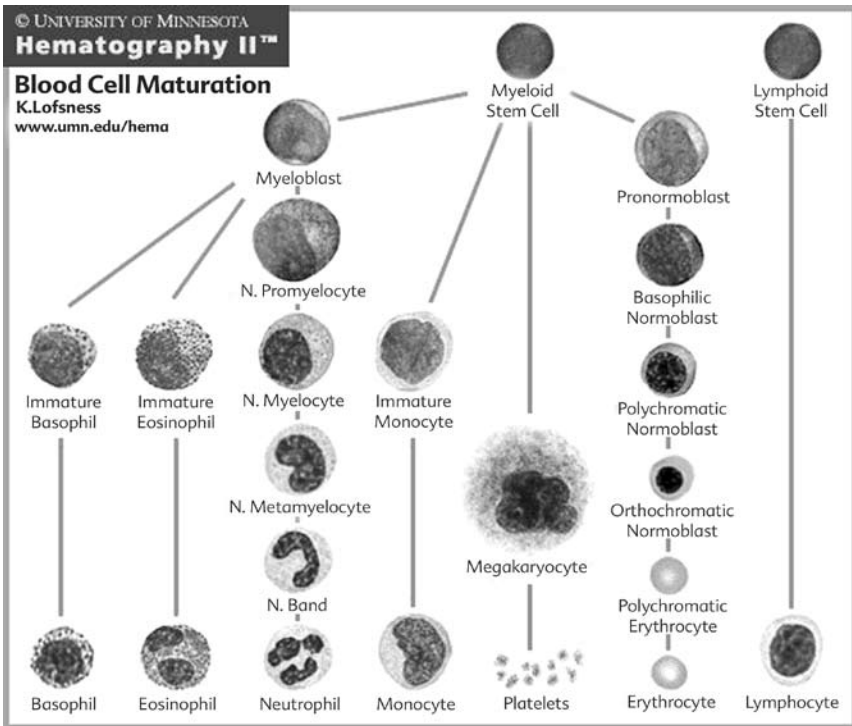 © UNIVERSITY OF MINNESOTA
Hematography II™
Blood Cell Maturation
K.Lofsness
www.umn.edu/hema
Myeloid
Stem Cell
Lymphoid
Stem Cell
Myeloblast
Pronormoblast
N. Promyelocyte
Basophilic
Normoblast
Immature
Basophil
Immature
Eosinophil
N. Myelocyte
Immature
Monocyte
Polychromatic
Normoblast
N. Metamyelocyte
Orthochromatic
Normoblast
Megakaryocyte
N. Band
Polychromatic
Erythrocyte
Basophil
Eosinophil
Neutrophil
Monocyte
Platelets
Erythrocyte
Lymphocyte